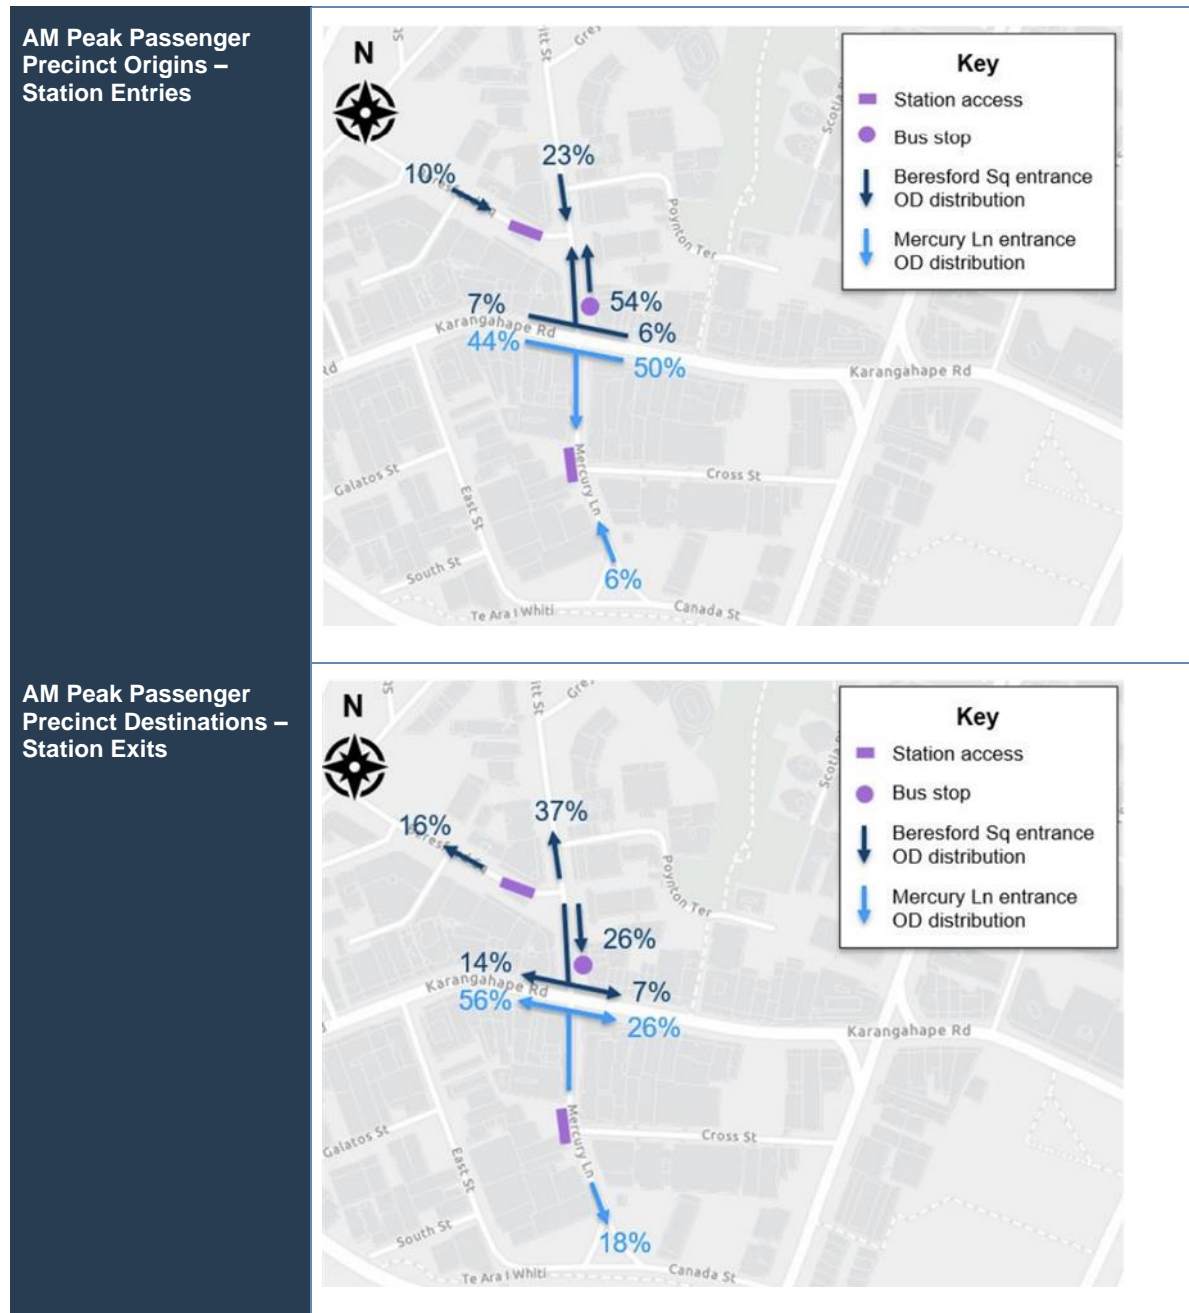 AM Peak Passenger
Precinct Origins –
Station Entries
N
itt St
Key
Station access
Bus stop
Beresford Sq entrance
OD distribution
Mercury Ln entrance
OD distribution
23%
10%
Poynton Ter
54%
7%
6%
Karangahape Rd
44%
50%
Karangahape Rd
Mercury Ln
Cross St
Galatos St
East St
South St
6%
Te Ara I Whiti
Canada St
AM Peak Passenger
Precinct Destinations –
Station Exits
N
itt St
Key
Station access
Bus stop
Beresford Sq entrance
OD distribution
Mercury Ln entrance
OD distribution
37%
16%
Poynton Ter
26%
14%
7%
Karangahape Rd
56%
26%
Karangahape Rd
Mercury Ln
Cross St
Galatos St
East St
South St
18%
Te Ara I Whiti
Canada St